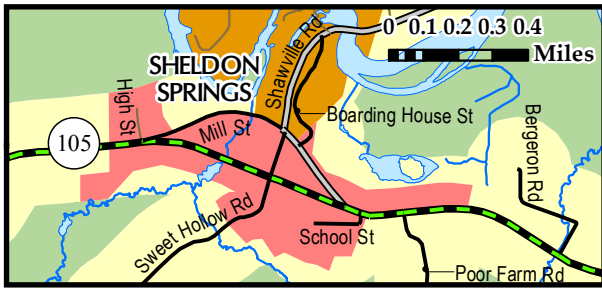 0 0.1 0.2 0.3 0.4
Miles
SHELDON
SPRINGS
Shawville Rd
High St
Mill St
Boarding House St
Bergeron Rd
105
Sweet Hollow Rd
School St
Poor Farm Rd